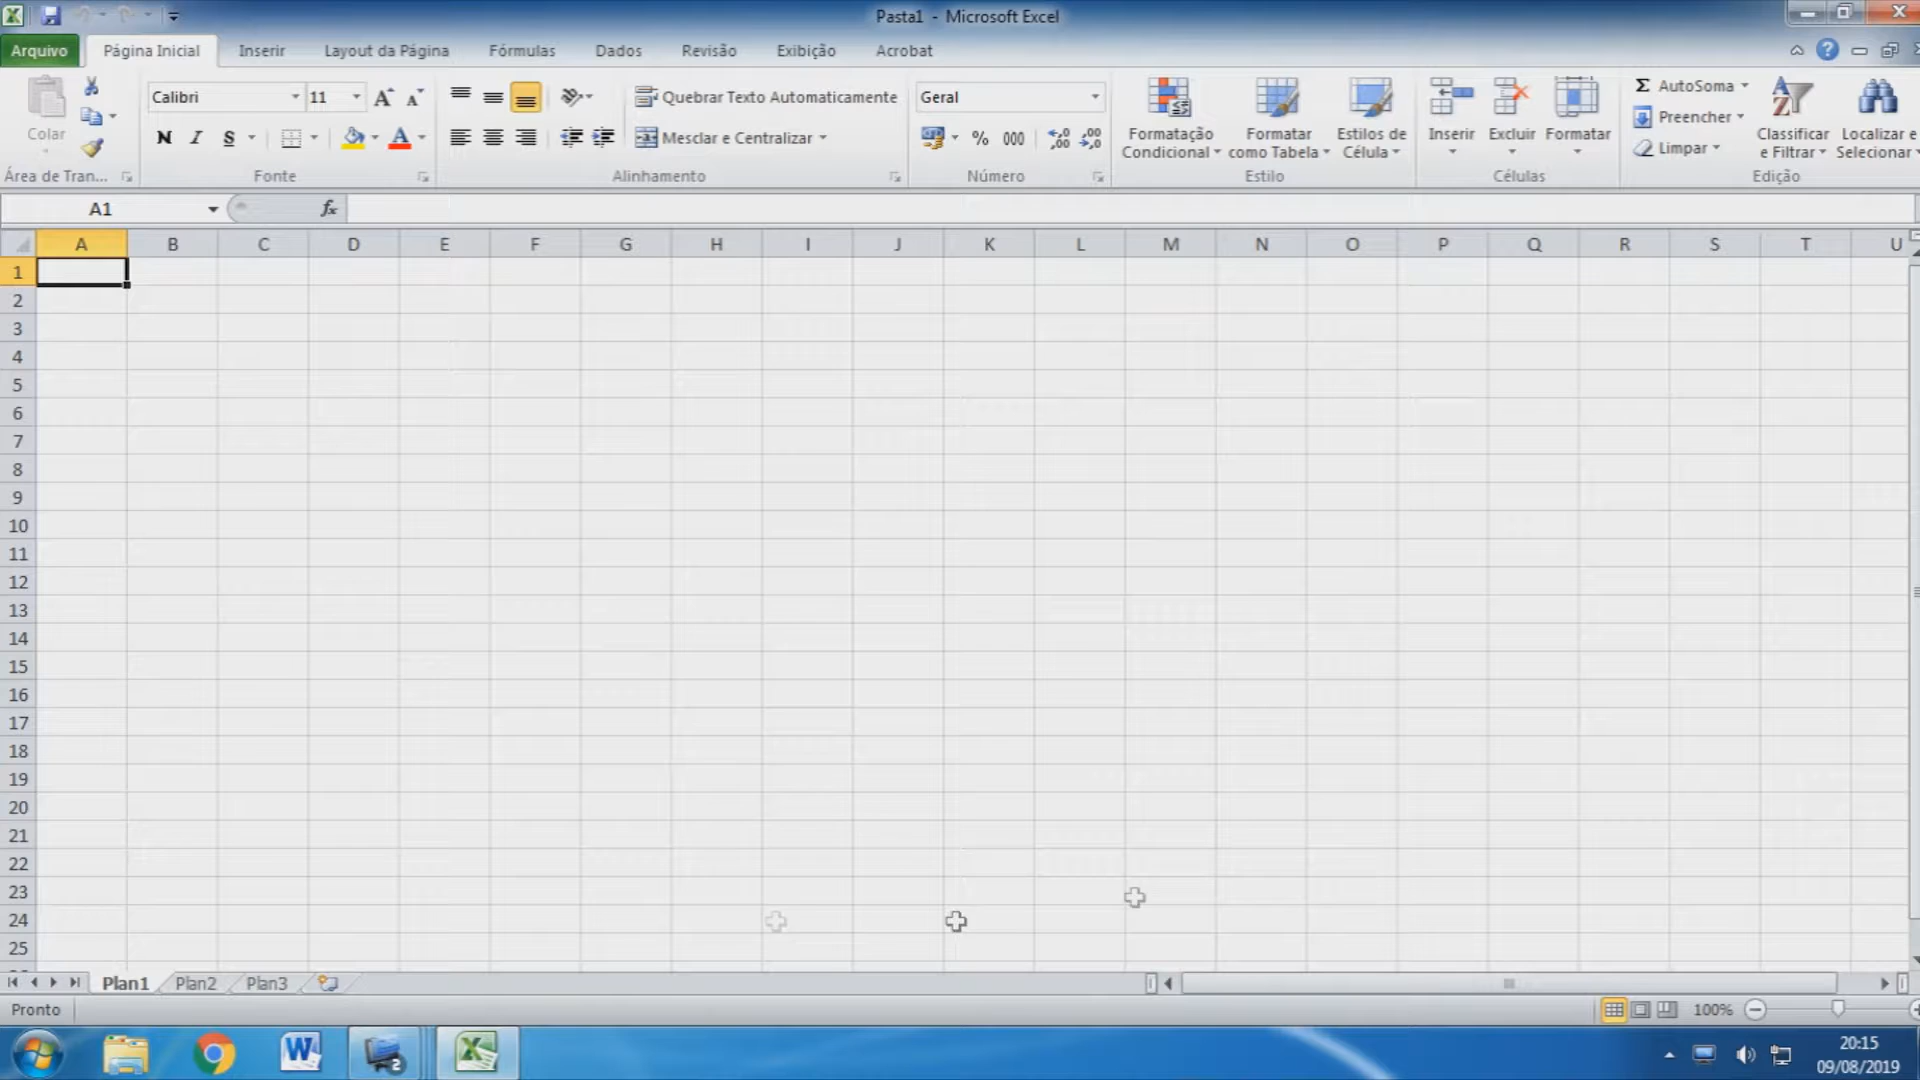 Pasta1 - Microsoft Excel
Arquivo Página Inicial Inserir Layout da Página Fórmulas Dados Revisão Exibição Acrobat
Colar
Área de Tran...
Calibri 11
N I S
Fonte
Quebrar Texto Automaticamente
Mesclar e Centralizar
Alinhamento
Geral
% 000
Número
Formatação Condicional
Formatar como Tabela
Estilos de Célula
Estilo
Inserir Excluir Formatar
Células
Σ AutoSoma
Preencher
Limpar
Classificar e Filtrar
Localizar e Selecionar
Edição
A1 fx
A B C D E F G H I J K L M N O P Q R S T U
1
2
3
4
5
6
7
8
9
10
11
12
13
14
15
16
17
18
19
20
21
22
23
24
25
Plan1 Plan2 Plan3
Pronto 100%
20:15
09/08/2019